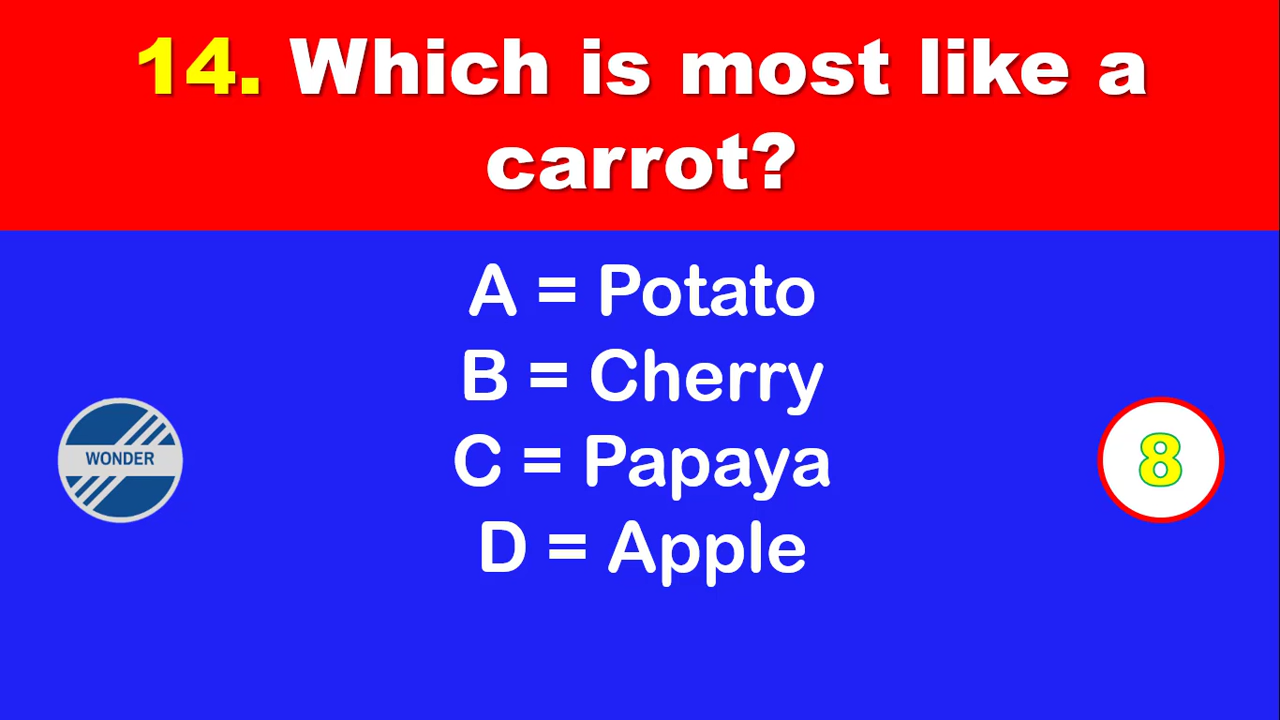 14. Which is most like a
carrot?
A = Potato
B = Cherry
C = Papaya
D = Apple
WONDER
8